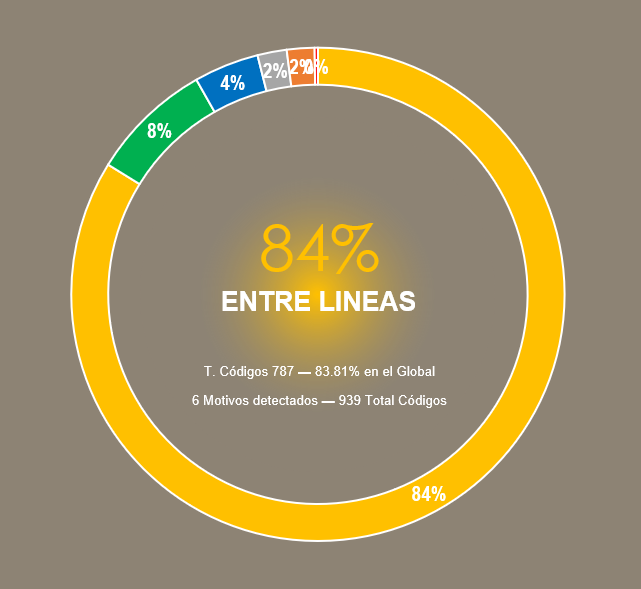 4%
2%
2%
0%
8%
84%
ENTRE LINEAS
T. Códigos 787 — 83.81% en el Global
6 Motivos detectados — 939 Total Códigos
84%